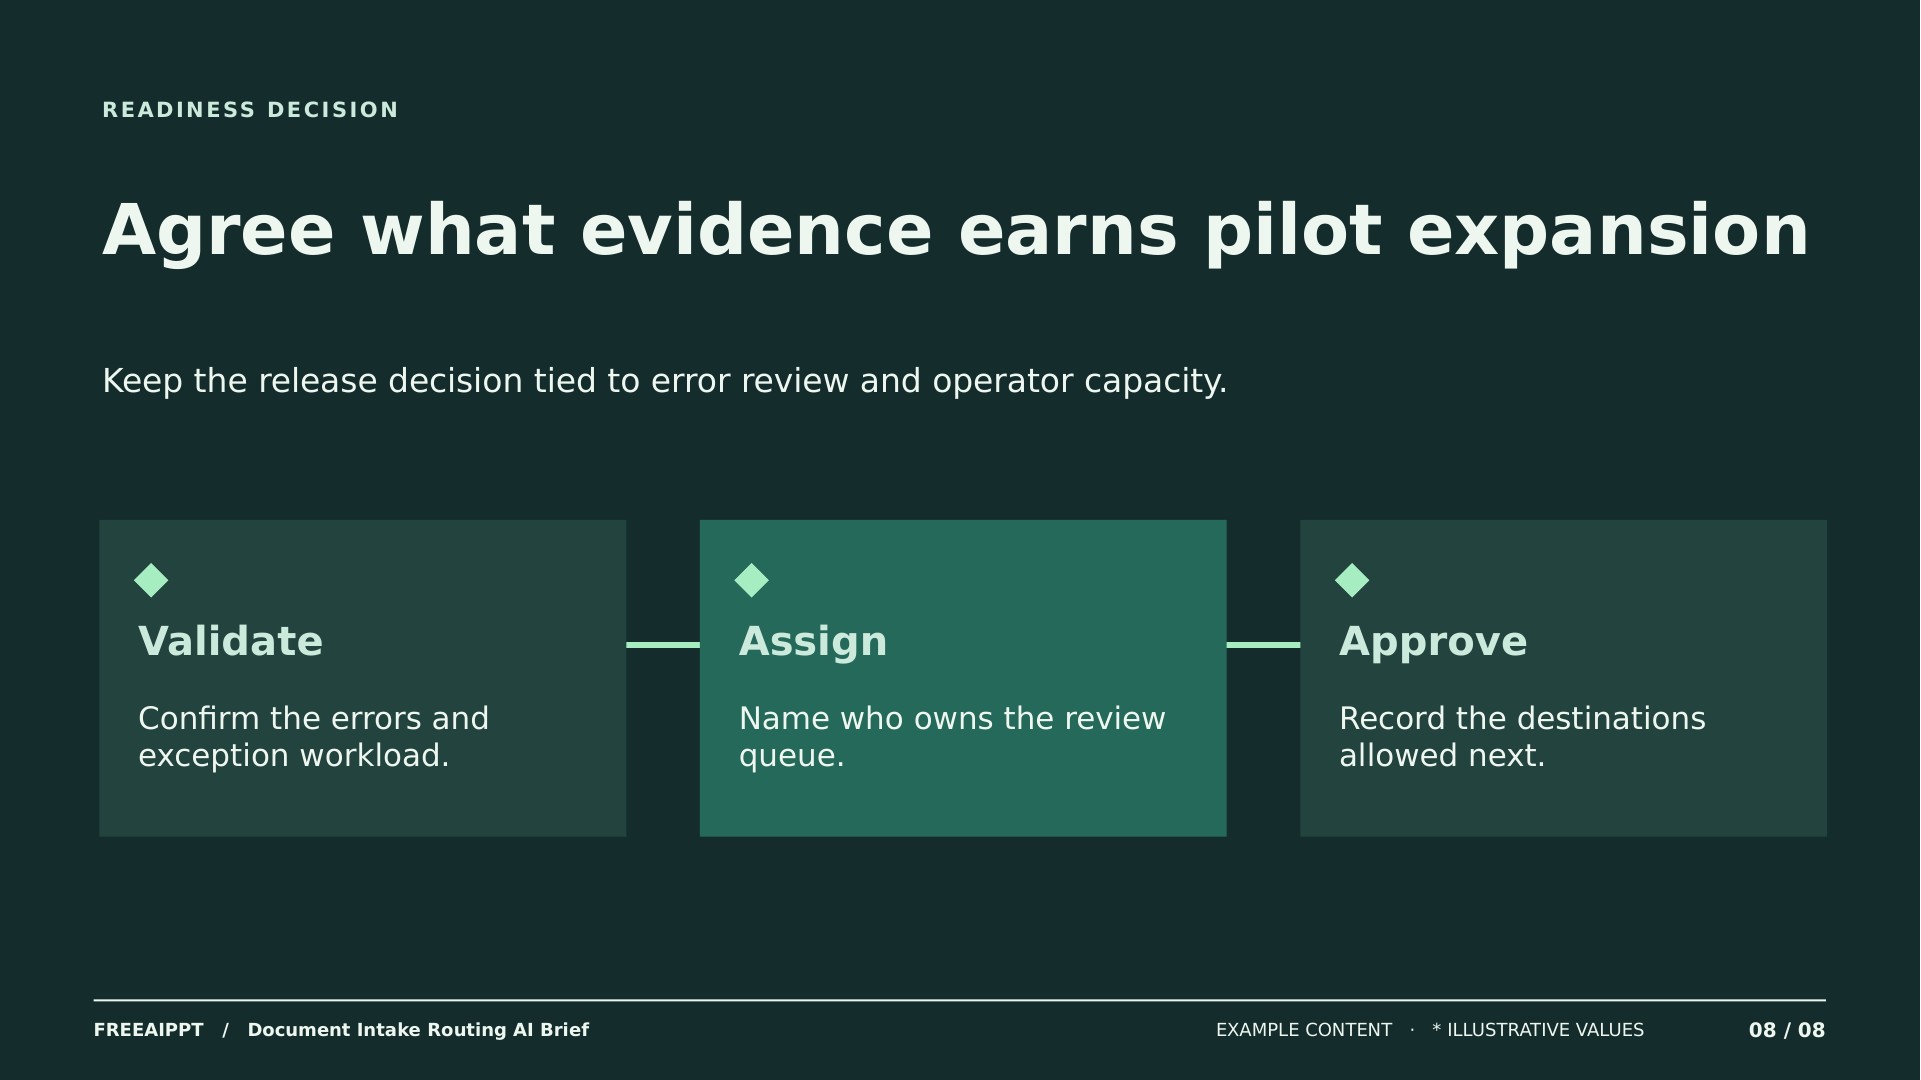 READINESS DECISION
Agree what evidence earns pilot expansion
Keep the release decision tied to error review and operator capacity.
Validate
Confirm the errors and
exception workload.
Assign
Name who owns the review
queue.
Approve
Record the destinations
allowed next.
FREEAIPPT / Document Intake Routing AI Brief
EXAMPLE CONTENT · * ILLUSTRATIVE VALUES
08 / 08